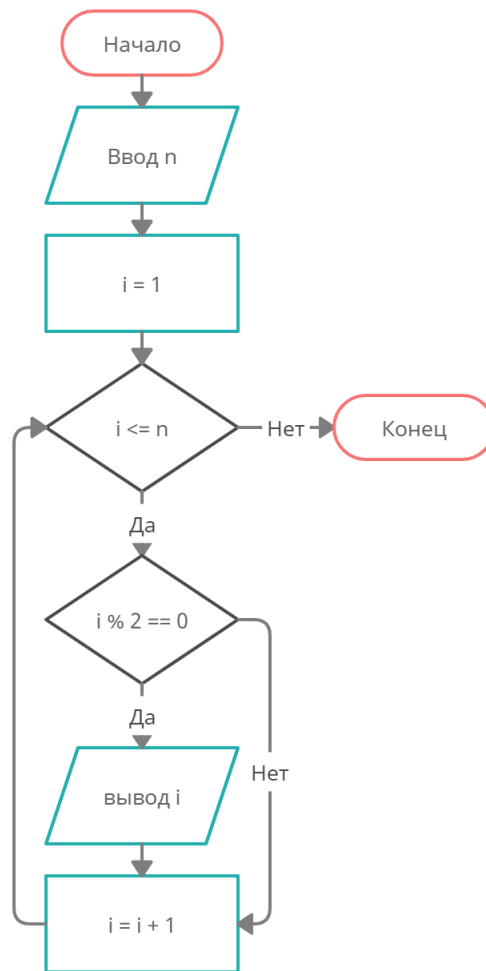 Начало
Ввод n
i = 1
i <= n
Нет
Конец
Да
i % 2 == 0
Да
Нет
вывод i
i = i + 1